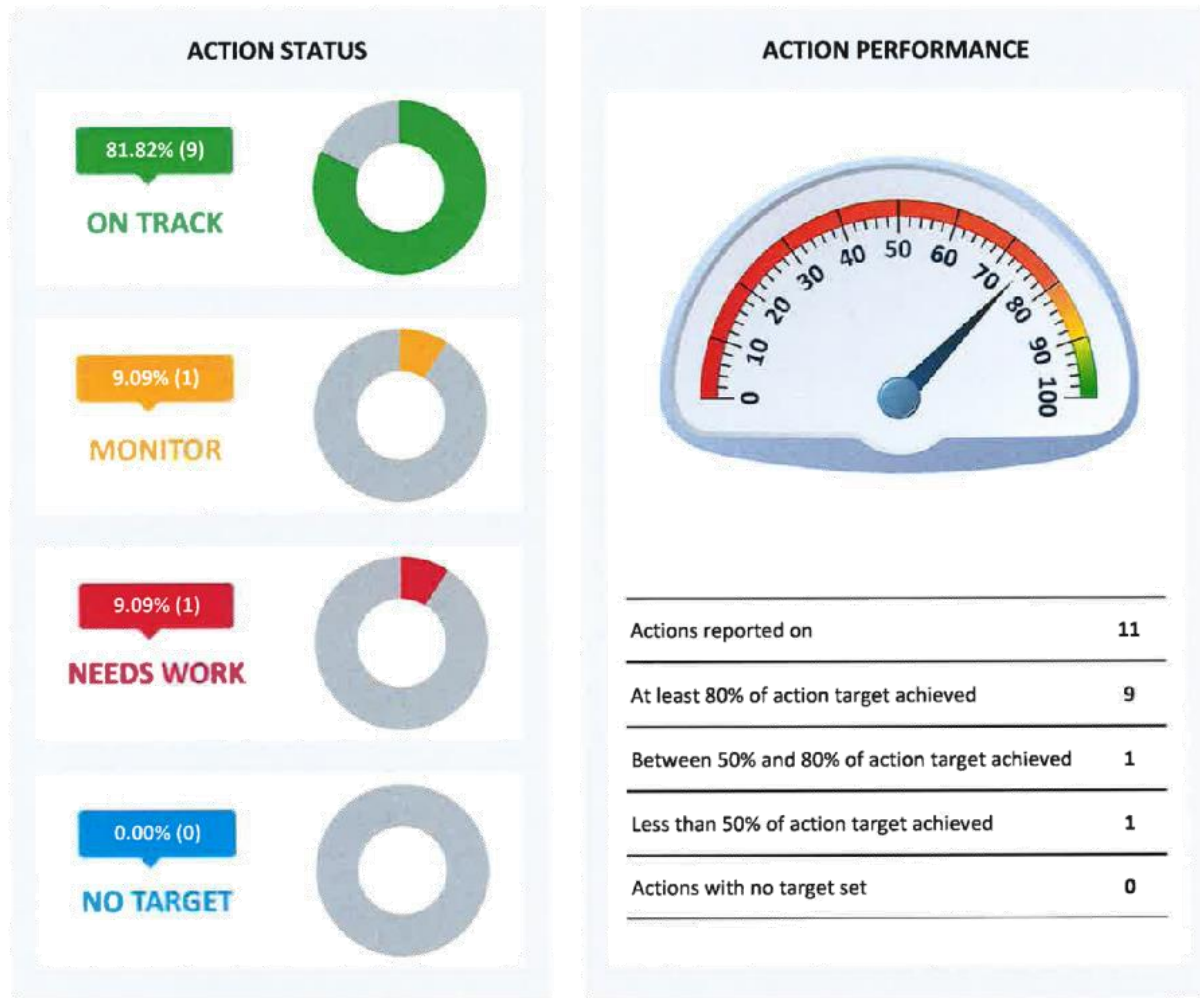 ACTION STATUS
81.82% (9)
ON TRACK
9.09% (1)
MONITOR
9.09% (1)
NEEDS WORK
0.00% (0)
NO TARGET
ACTION PERFORMANCE
0
10
20
30
40
50
60
70
80
90
100
Actions reported on 11
At least 80% of action target achieved 9
Between 50% and 80% of action target achieved 1
Less than 50% of action target achieved 1
Actions with no target set 0